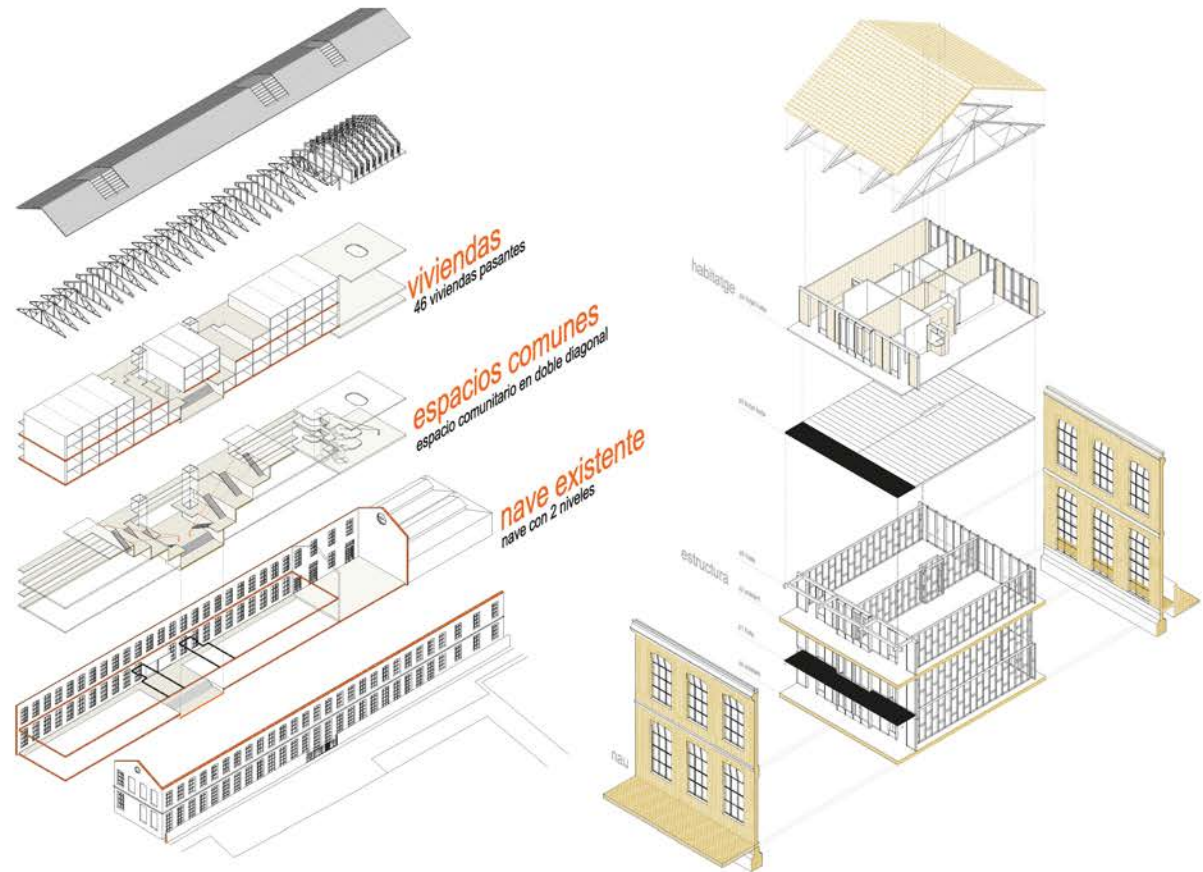 viviendas
46 viviendas pasantes
espacios comunes
espacio comunitario en doble diagonal
nave existente
nave con 2 niveles
habitatge
estructura
nau